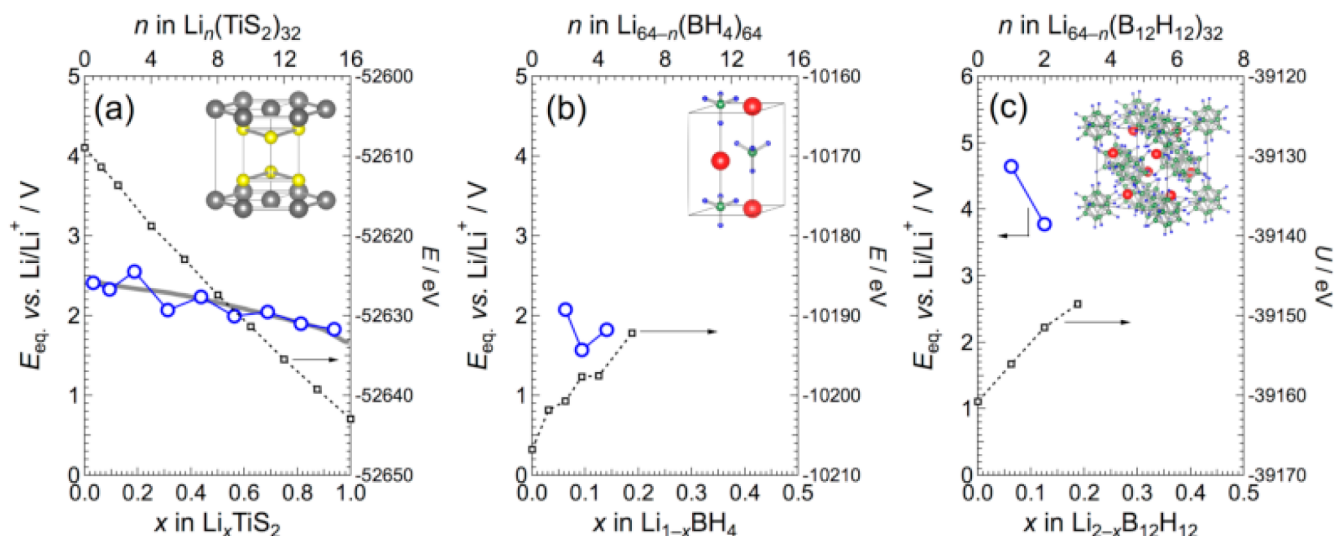 n in Liₙ(TiS₂)₃₂
0 4 8 12 16
5 4 3 2 1 0
E_eq. vs. Li/Li⁺ / V
(a)
-52600 -52610 -52620 -52630 -52640 -52650
E / eV
0.0 0.2 0.4 0.6 0.8 1.0
x in LiₓTiS₂
n in Li₆₄₋ₙ(BH₄)₆₄
0 4 8 12 16
5 4 3 2 1 0
E_eq. vs. Li/Li⁺ / V
(b)
-10160 -10170 -10180 -10190 -10200 -10210
E / eV
0.0 0.1 0.2 0.3 0.4 0.5
x in Li₁₋ₓBH₄
n in Li₆₄₋ₙ(B₁₂H₁₂)₃₂
0 2 4 6 8
6 5 4 3 2 1 0
E_eq. vs. Li/Li⁺ / V
(c)
-39120 -39130 -39140 -39150 -39160 -39170
U / eV
0.0 0.1 0.2 0.3 0.4 0.5
x in Li₂₋ₓB₁₂H₁₂